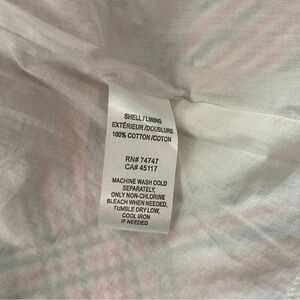 SHELL / LINING
EXTÉRIEUR /DOUBLURE
100% COTTON /COTON
RN# 74747
CA# 45117
MACHINE WASH COLD
SEPARATELY,
ONLY NON-CHLORINE
BLEACH WHEN NEEDED,
TUMBLE DRY LOW,
COOL IRON
IF NEEDED